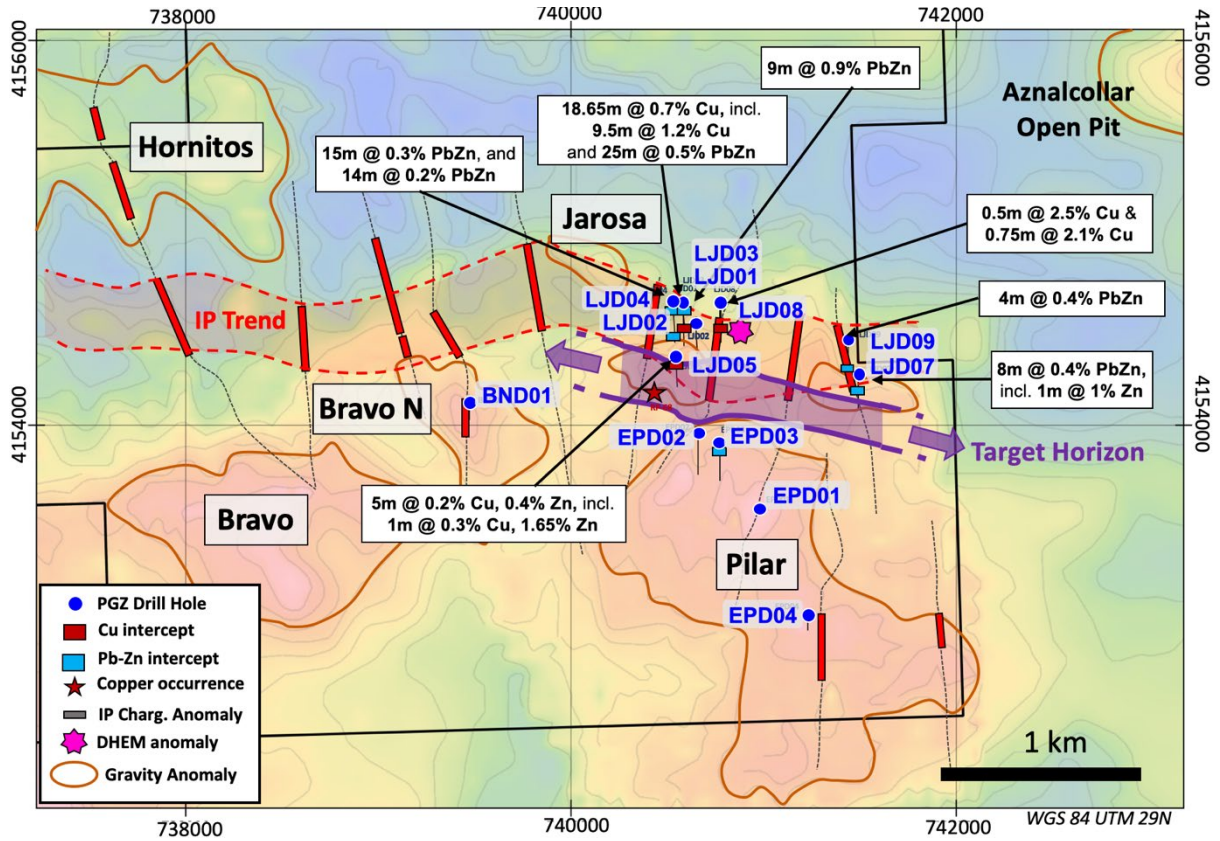 738000
740000
742000
4156000
4156000
9m @ 0.9% PbZn
Aznalcollar
Open Pit
18.65m @ 0.7% Cu, incl.
9.5m @ 1.2% Cu
and 25m @ 0.5% PbZn
Hornitos
15m @ 0.3% PbZn, and
14m @ 0.2% PbZn
Jarosa
0.5m @ 2.5% Cu &
0.75m @ 2.1% Cu
LJD03
LJD01
LJD04
LJD02
LJD08
4m @ 0.4% PbZn
IP Trend
LJD09
LJD05
LJD07
8m @ 0.4% PbZn,
incl. 1m @ 1% Zn
Bravo N
BND01
4154000
4154000
EPD02
EPD03
Target Horizon
5m @ 0.2% Cu, 0.4% Zn, incl.
1m @ 0.3% Cu, 1.65% Zn
EPD01
Bravo
Pilar
EPD04
PGZ Drill Hole
Cu intercept
Pb-Zn intercept
Copper occurrence
IP Charg. Anomaly
DHEM anomaly
Gravity Anomaly
1 km
WGS 84 UTM 29N
738000
740000
742000